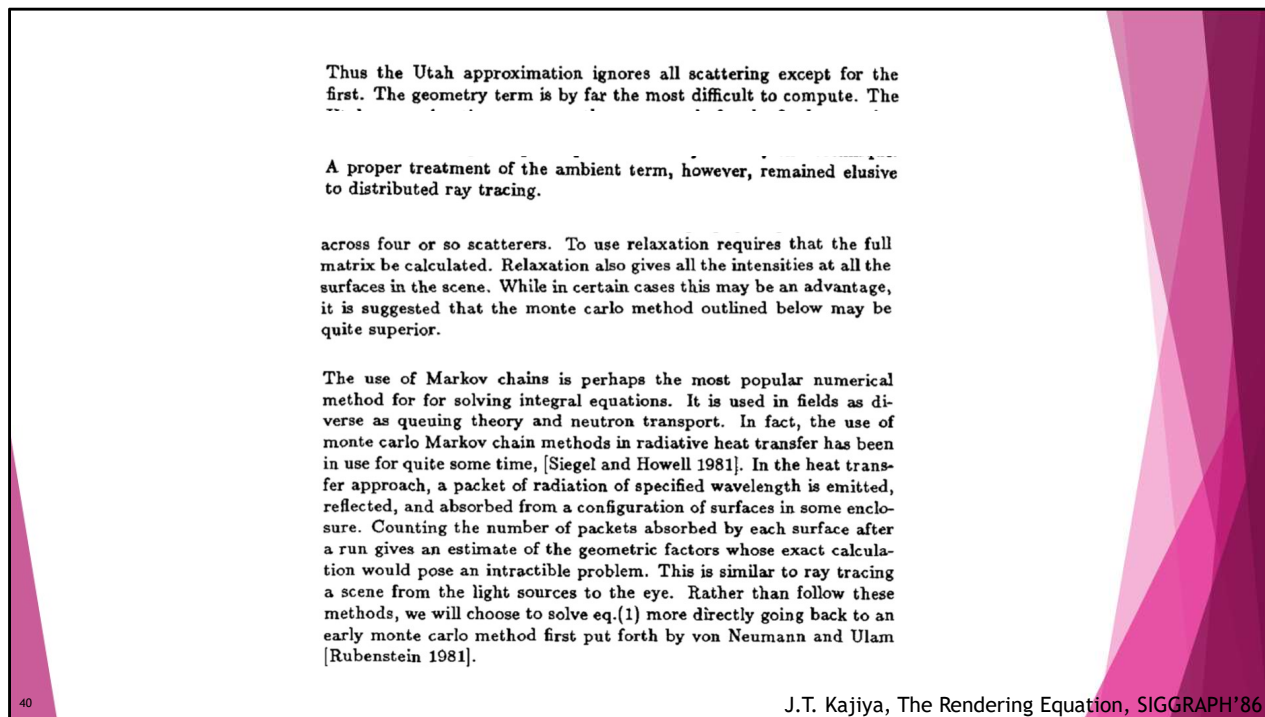 Thus the Utah approximation ignores all scattering except for the
first. The geometry term is by far the most difficult to compute. The
A proper treatment of the ambient term, however, remained elusive
to distributed ray tracing.
across four or so scatterers. To use relaxation requires that the full
matrix be calculated. Relaxation also gives all the intensities at all the
surfaces in the scene. While in certain cases this may be an advantage,
it is suggested that the monte carlo method outlined below may be
quite superior.
The use of Markov chains is perhaps the most popular numerical
method for for solving integral equations. It is used in fields as di-
verse as queuing theory and neutron transport. In fact, the use of
monte carlo Markov chain methods in radiative heat transfer has been
in use for quite some time, [Siegel and Howell 1981]. In the heat trans-
fer approach, a packet of radiation of specified wavelength is emitted,
reflected, and absorbed from a configuration of surfaces in some enclo-
sure. Counting the number of packets absorbed by each surface after
a run gives an estimate of the geometric factors whose exact calcula-
tion would pose an intractible problem. This is similar to ray tracing
a scene from the light sources to the eye. Rather than follow these
methods, we will choose to solve eq.(1) more directly going back to an
early monte carlo method first put forth by von Neumann and Ulam
[Rubenstein 1981].
40
J.T. Kajiya, The Rendering Equation, SIGGRAPH'86